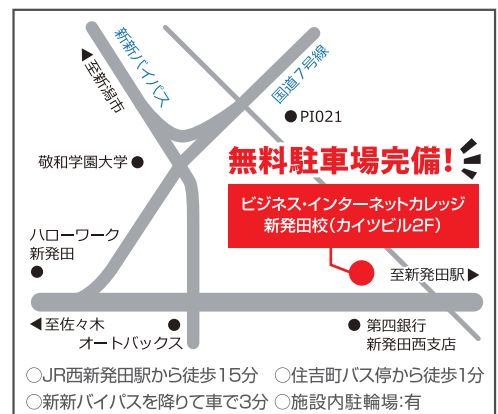 新新バイパス
国道7号線
▲至新潟市
●PI021
敬和学園大学●
無料駐車場完備!
ビジネス・インターネットカレッジ
新発田校(カイツビル2F)
ハローワーク
新発田
至新発田駅▶
◀至佐々木
オートバックス
第四銀行
新発田西支店
○JR西新発田駅から徒歩15分 ○住吉町バス停から徒歩1分
○新新バイパスを降りて車で3分 ○施設内駐輪場:有